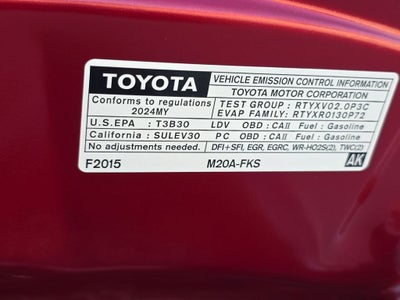 TOYOTA
VEHICLE EMISSION CONTROL INFORMATION
TOYOTA MOTOR CORPORATION
Conforms to regulations
2024MY
TEST GROUP : RTYXV02.0P3C
EVAP FAMILY: RTYXR0130P72
U.S.EPA : T3B30 LDV OBD : CAII Fuel : Gasoline
California : SULEV30 PC OBD : CAII Fuel : Gasoline
No adjustments needed. DFI+SFI, EGR, EGRC, WR-HO2S(2), TWC(2)
F2015 M20A-FKS AK